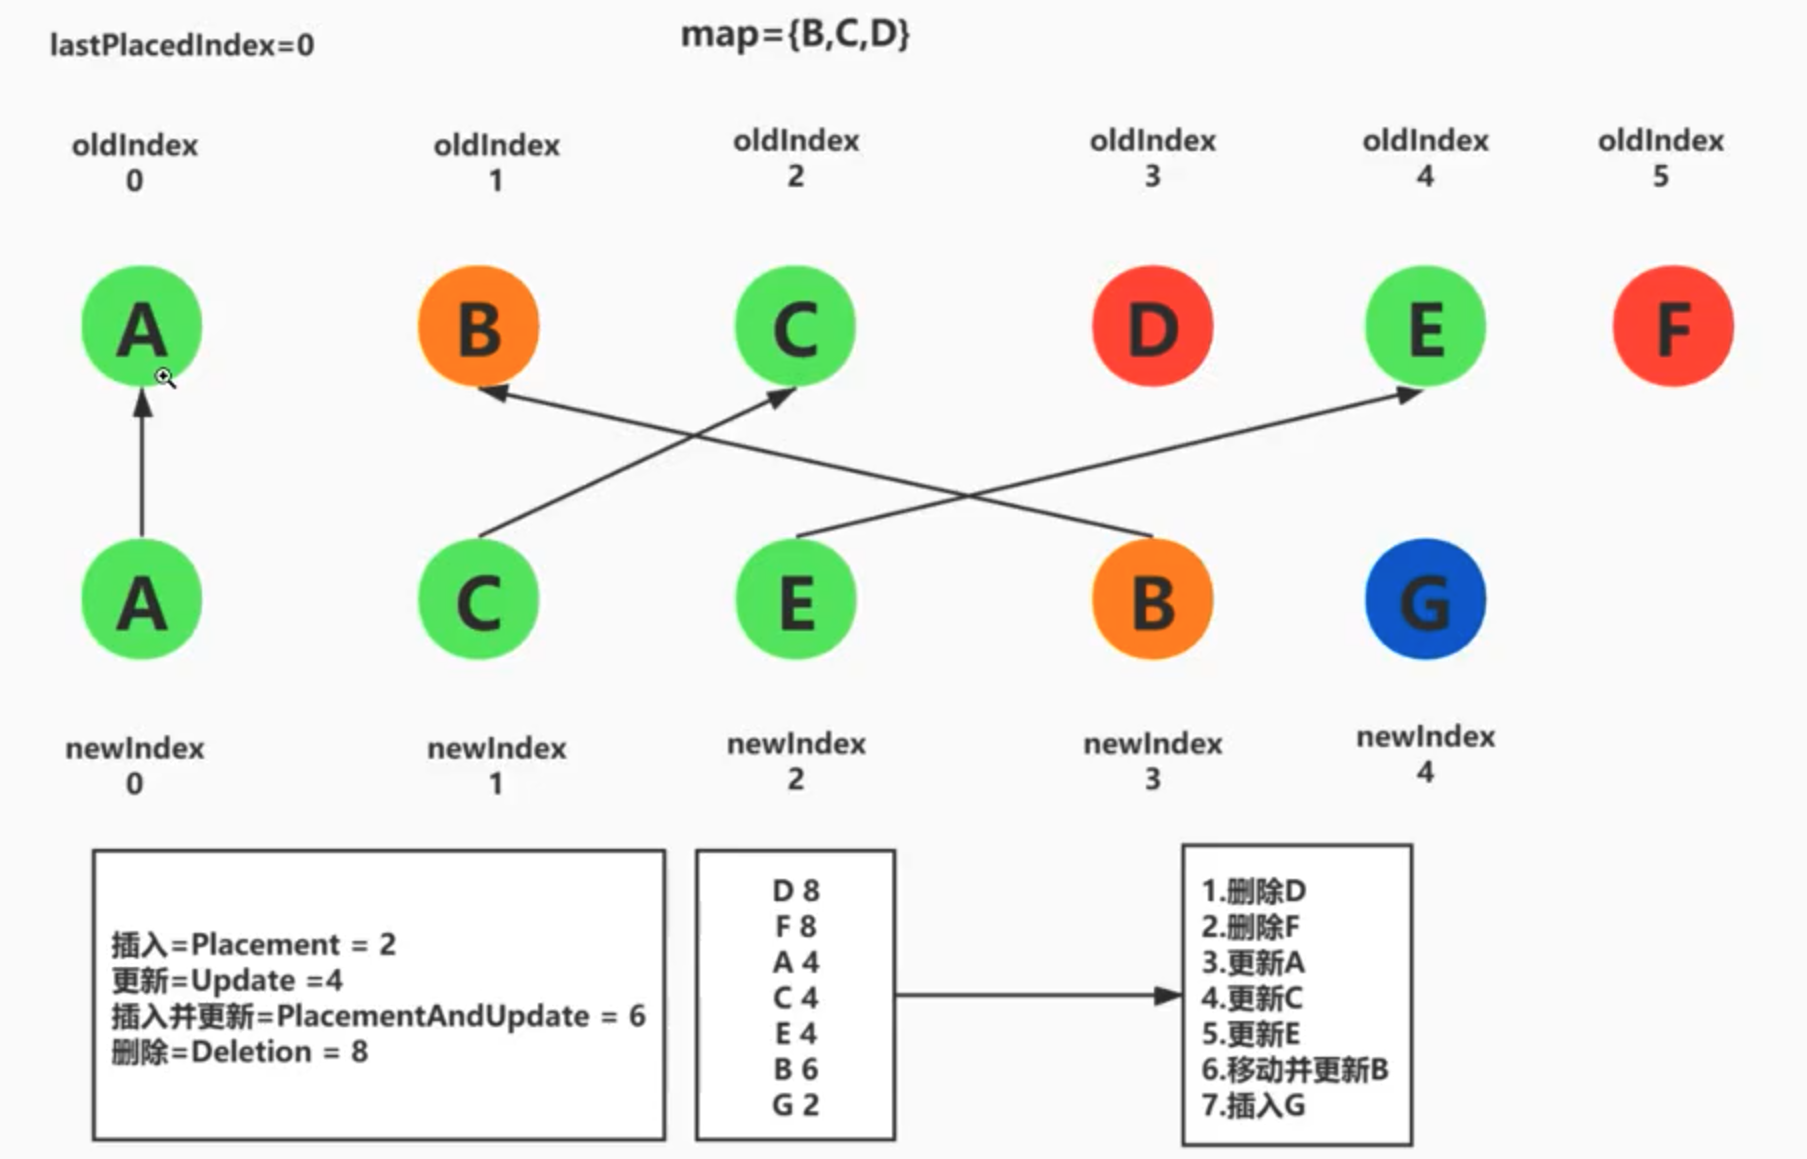 lastPlacedIndex=0
map={B,C,D}
oldIndex
0
oldIndex
1
oldIndex
2
oldIndex
3
oldIndex
4
oldIndex
5
A
B
C
D
E
F
A
C
E
B
G
newIndex
0
newIndex
1
newIndex
2
newIndex
3
newIndex
4
插入=Placement = 2
更新=Update =4
插入并更新=PlacementAndUpdate = 6
删除=Deletion = 8
D 8
F 8
A 4
C 4
E 4
B 6
G 2
1.删除D
2.删除F
3.更新A
4.更新C
5.更新E
6.移动并更新B
7.插入G